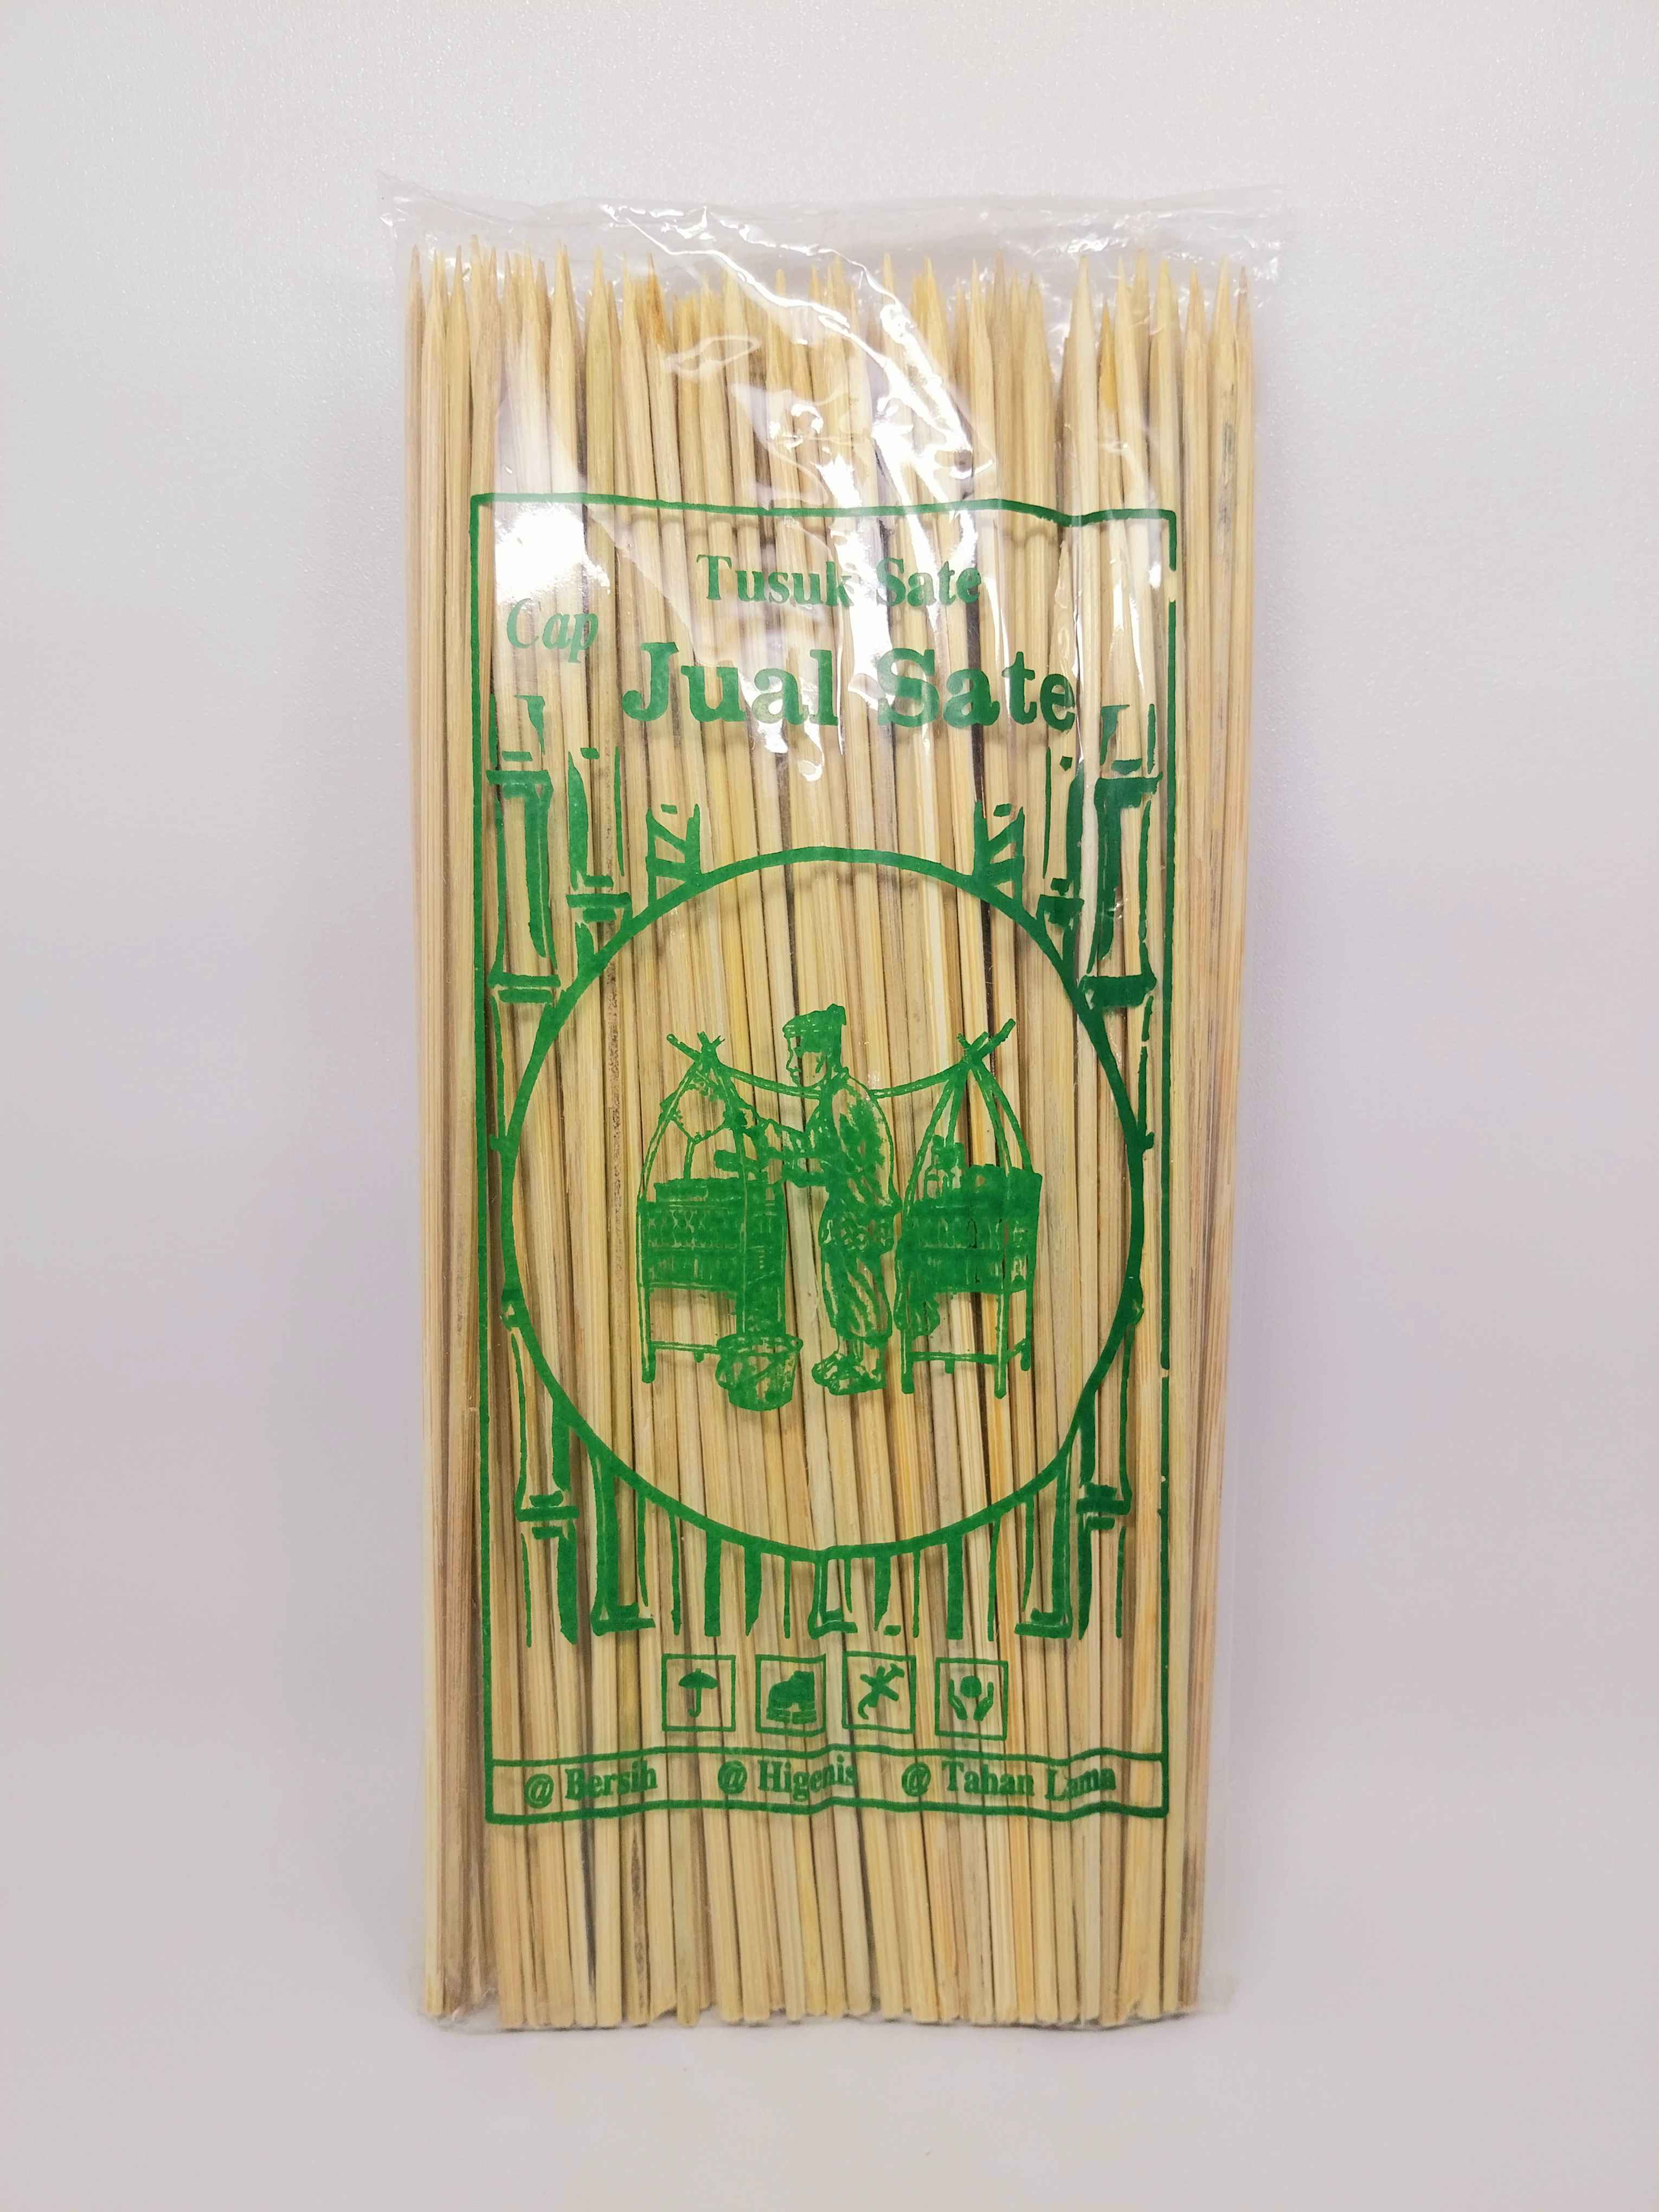 Tusuk Sate
Cap
Jual Sate
@ Bersih @ Higenis @ Tahan Lama